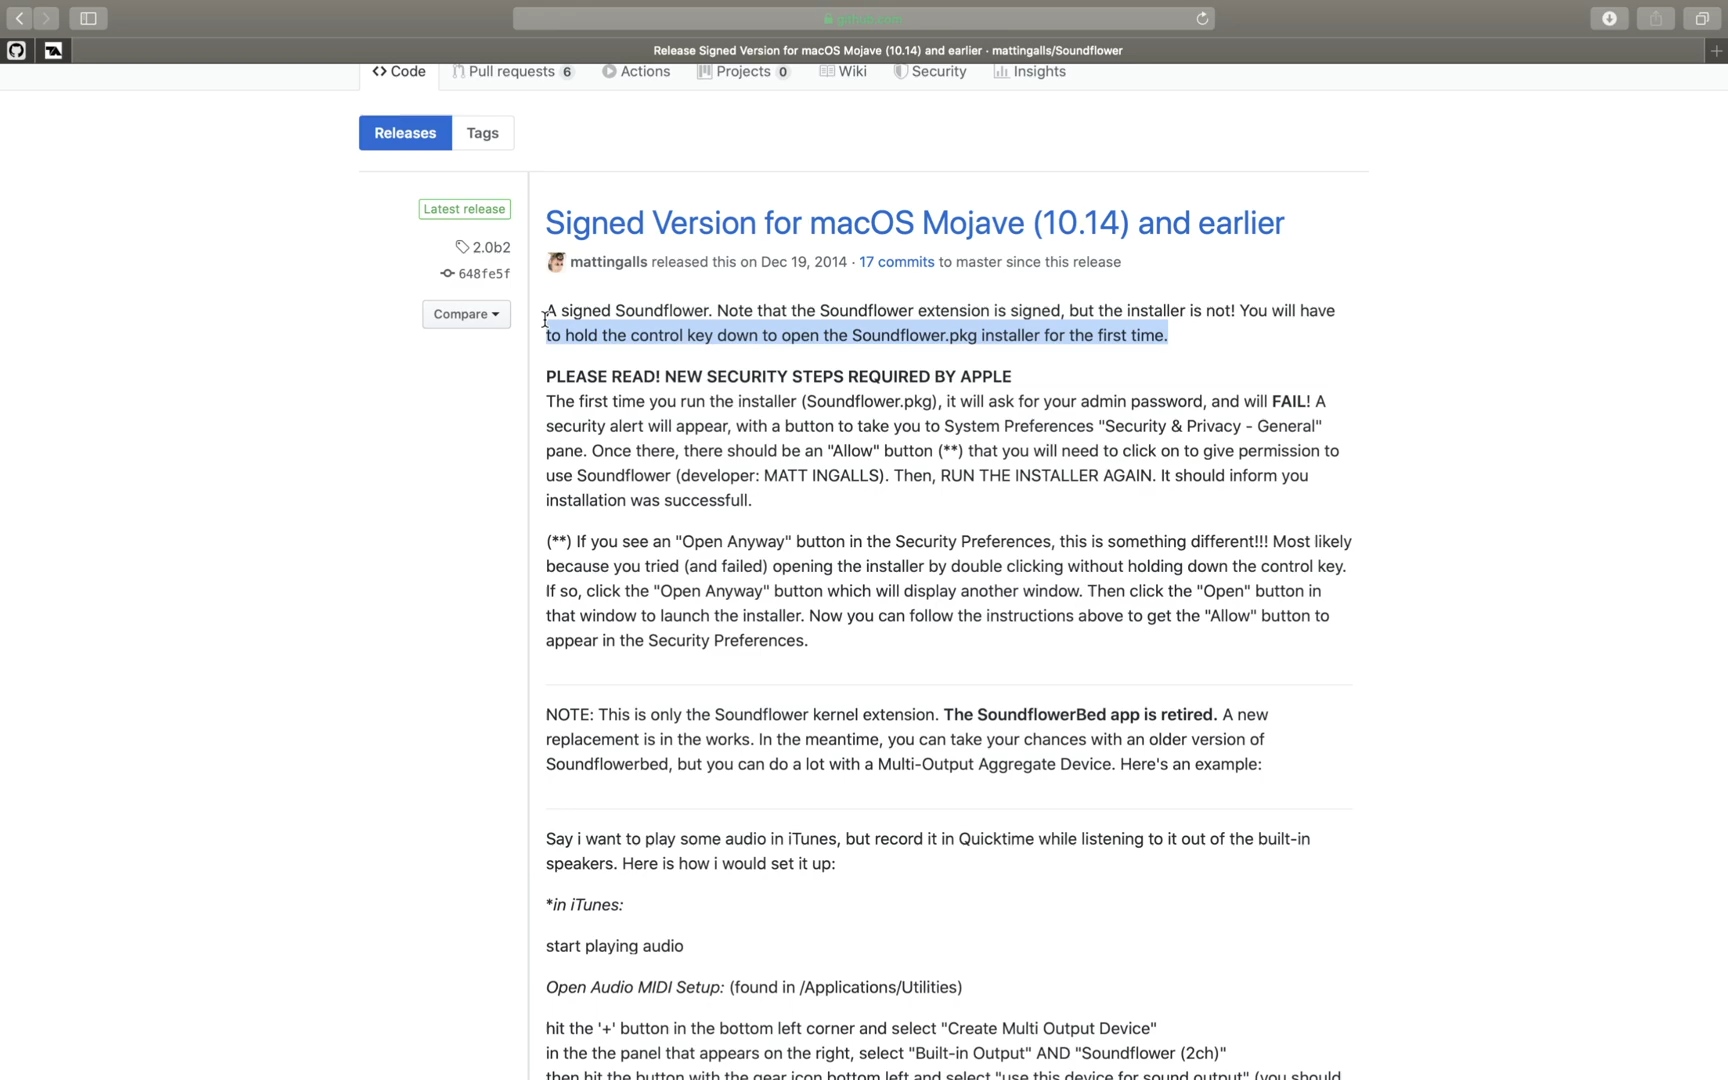 github.com
Release Signed Version for macOS Mojave (10.14) and earlier · mattingalls/Soundflower
Code Pull requests 6 Actions Projects 0 Wiki Security Insights
Releases Tags
Latest release
2.0b2
648fe5f
Compare
Signed Version for macOS Mojave (10.14) and earlier
mattingalls released this on Dec 19, 2014 · 17 commits to master since this release
A signed Soundflower. Note that the Soundflower extension is signed, but the installer is not! You will have
to hold the control key down to open the Soundflower.pkg installer for the first time.
PLEASE READ! NEW SECURITY STEPS REQUIRED BY APPLE
The first time you run the installer (Soundflower.pkg), it will ask for your admin password, and will FAIL! A
security alert will appear, with a button to take you to System Preferences "Security & Privacy - General"
pane. Once there, there should be an "Allow" button (**) that you will need to click on to give permission to
use Soundflower (developer: MATT INGALLS). Then, RUN THE INSTALLER AGAIN. It should inform you
installation was successfull.
(**) If you see an "Open Anyway" button in the Security Preferences, this is something different!!! Most likely
because you tried (and failed) opening the installer by double clicking without holding down the control key.
If so, click the "Open Anyway" button which will display another window. Then click the "Open" button in
that window to launch the installer. Now you can follow the instructions above to get the "Allow" button to
appear in the Security Preferences.
NOTE: This is only the Soundflower kernel extension. The SoundflowerBed app is retired. A new
replacement is in the works. In the meantime, you can take your chances with an older version of
Soundflowerbed, but you can do a lot with a Multi-Output Aggregate Device. Here's an example:
Say i want to play some audio in iTunes, but record it in Quicktime while listening to it out of the built-in
speakers. Here is how i would set it up:
*in iTunes:
start playing audio
Open Audio MIDI Setup: (found in /Applications/Utilities)
hit the '+' button in the bottom left corner and select "Create Multi Output Device"
in the the panel that appears on the right, select "Built-in Output" AND "Soundflower (2ch)"
then hit the button with the gear icon bottom left and select "use this device for sound output" (you should